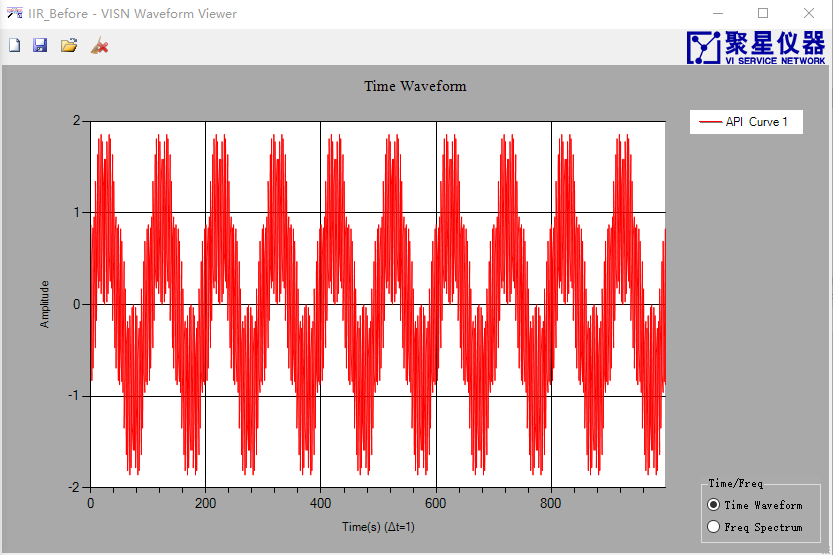 IIR_Before - VISN Waveform Viewer
聚星仪器
VI SERVICE NETWORK
Time Waveform
API Curve 1
2
1
0
-1
-2
Amplitude
0 200 400 600 800
Time(s) (Δt=1)
Time/Freq
Time Waveform
Freq Spectrum